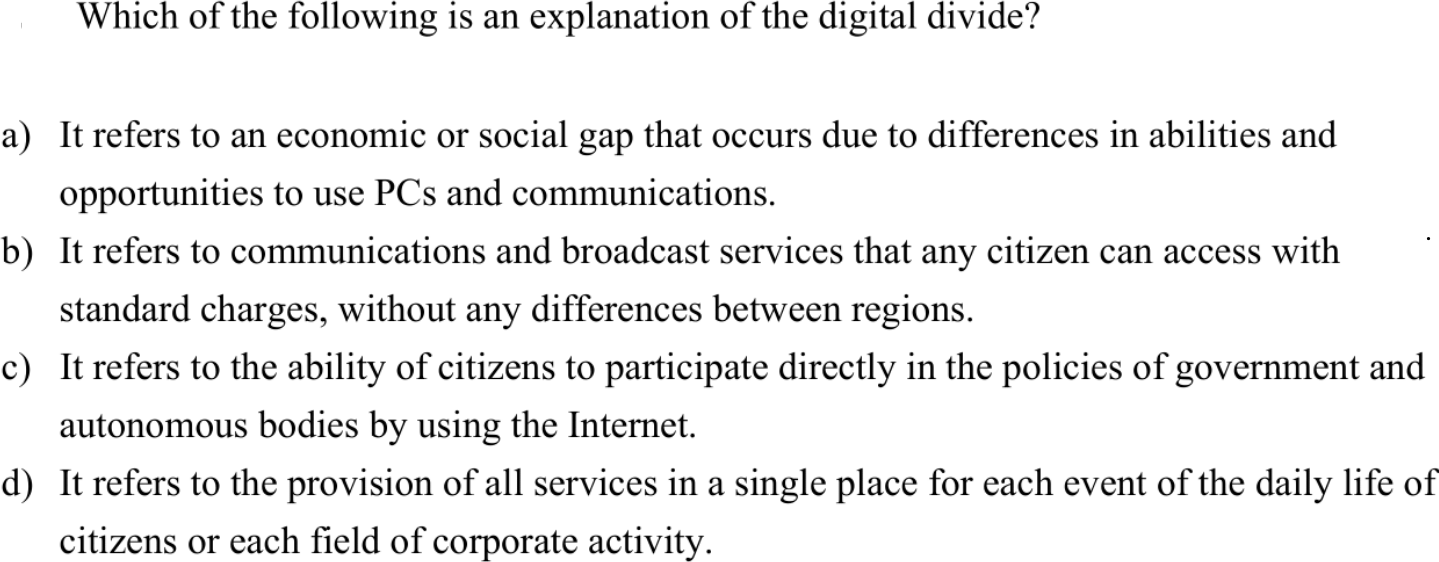 Which of the following is an explanation of the digital divide?
a) It refers to an economic or social gap that occurs due to differences in abilities and
opportunities to use PCs and communications.
b) It refers to communications and broadcast services that any citizen can access with
standard charges, without any differences between regions.
c) It refers to the ability of citizens to participate directly in the policies of government and
autonomous bodies by using the Internet.
d) It refers to the provision of all services in a single place for each event of the daily life of
citizens or each field of corporate activity.